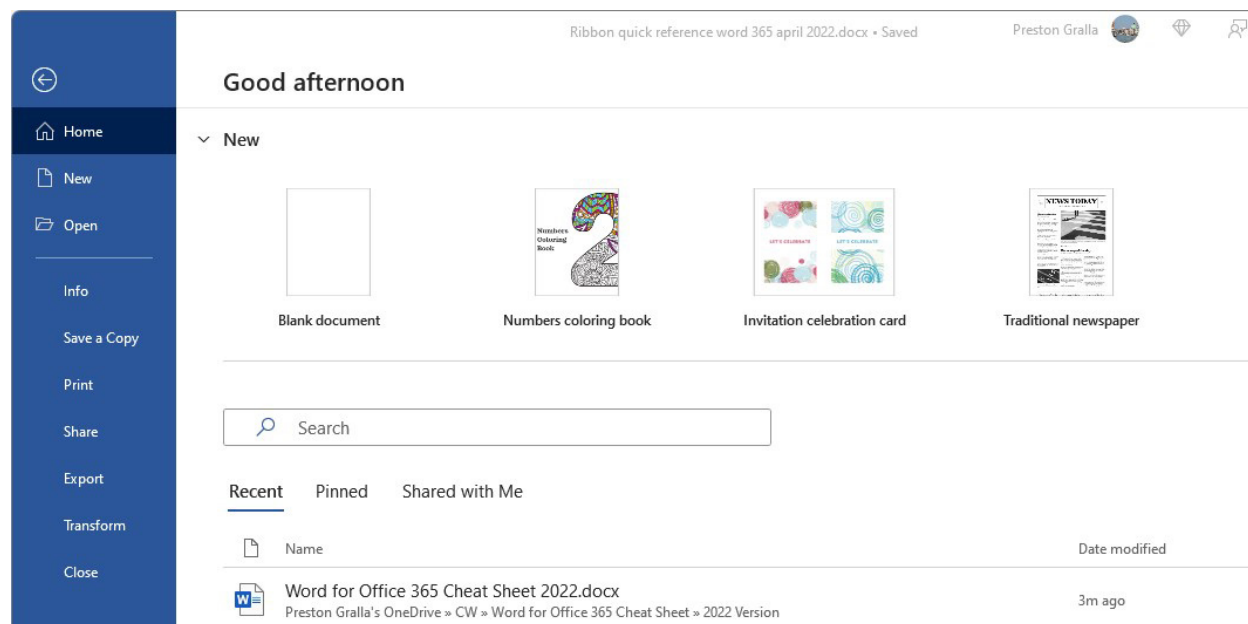 Ribbon quick reference word 365 april 2022.docx • Saved
Preston Gralla
Good afternoon
Home
New
Open
Info
Save a Copy
Print
Share
Export
Transform
Close
New
Numbers
Coloring
Book
LET'S CELEBRATE
LET'S CELEBRATE
NEWS TODAY
Blank document
Numbers coloring book
Invitation celebration card
Traditional newspaper
Search
Recent
Pinned
Shared with Me
Name
Date modified
Word for Office 365 Cheat Sheet 2022.docx
Preston Gralla's OneDrive » CW » Word for Office 365 Cheat Sheet » 2022 Version
3m ago